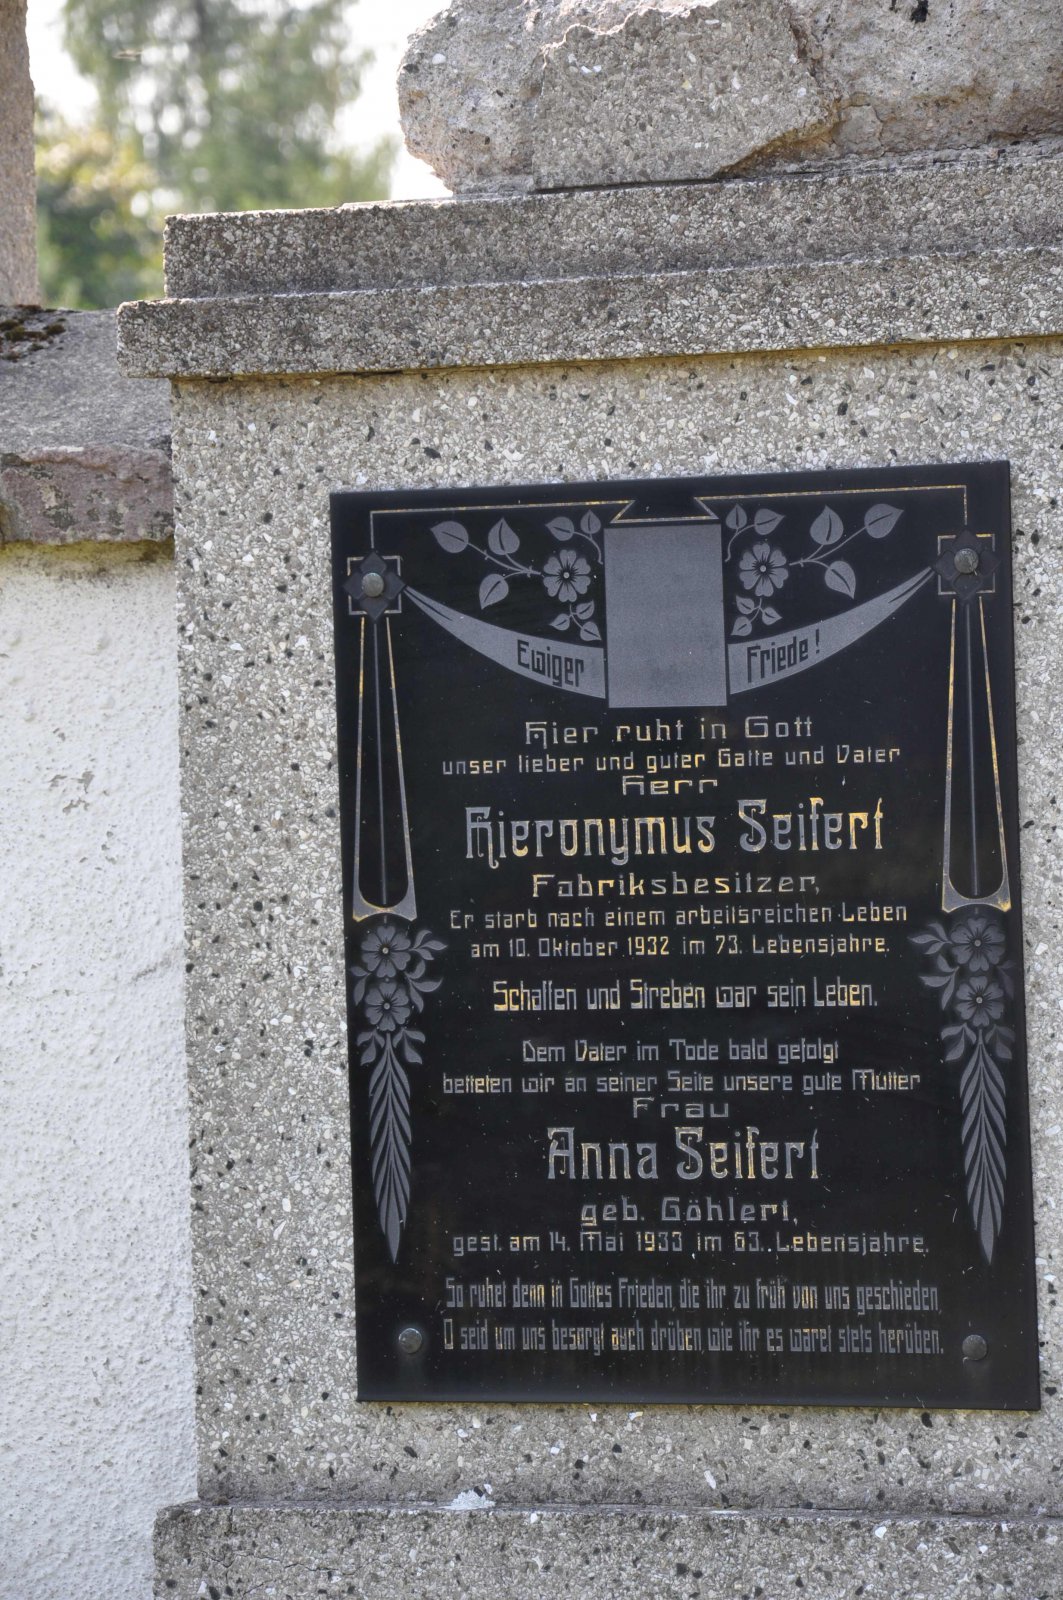 Ewiger Friede!
Hier ruht in Gott
unser lieber und guter Gatte und Vater
Herr
Hieronymus Seifert
Fabriksbesitzer,
Er starb nach einem arbeitsreichen Leben
am 10. Oktober 1932 im 73. Lebensjahre.
Schaffen und Streben war sein Leben.
Dem Vater im Tode bald gefolgt
betteten wir an seiner Seite unsere gute Mutter
Frau
Anna Seifert
geb. Göhlert,
gest. am 14. Mai 1933 im 63. Lebensjahre.
So ruhet denn in Gottes Frieden, die ihr zu früh von uns geschieden,
O seid um uns besorgt auch drüben, wie ihr es waret stets herüben.